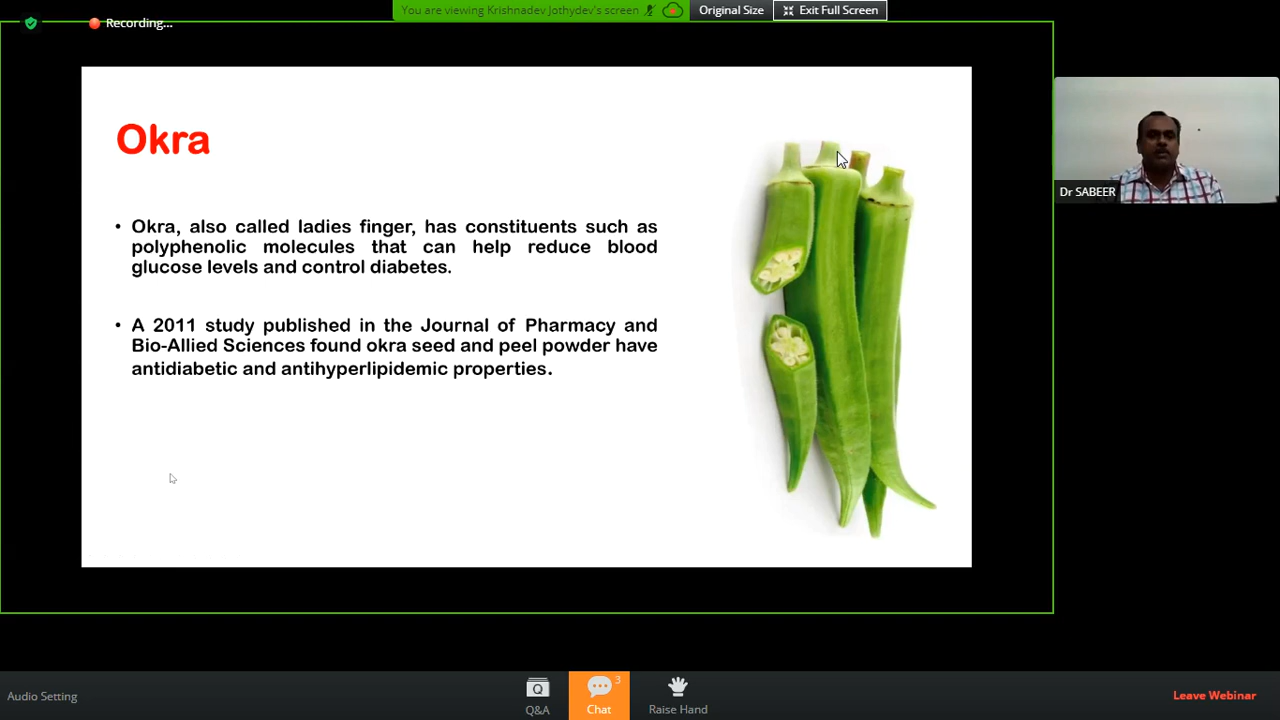 You are viewing Krishnadev Jothydev's screen
Original Size
Exit Full Screen
Recording...
Okra
• Okra, also called ladies finger, has constituents such as
polyphenolic molecules that can help reduce blood
glucose levels and control diabetes.
• A 2011 study published in the Journal of Pharmacy and
Bio-Allied Sciences found okra seed and peel powder have
antidiabetic and antihyperlipidemic properties.
Dr SABEER
Audio Setting
Q
Q&A
3
Chat
Raise Hand
Leave Webinar